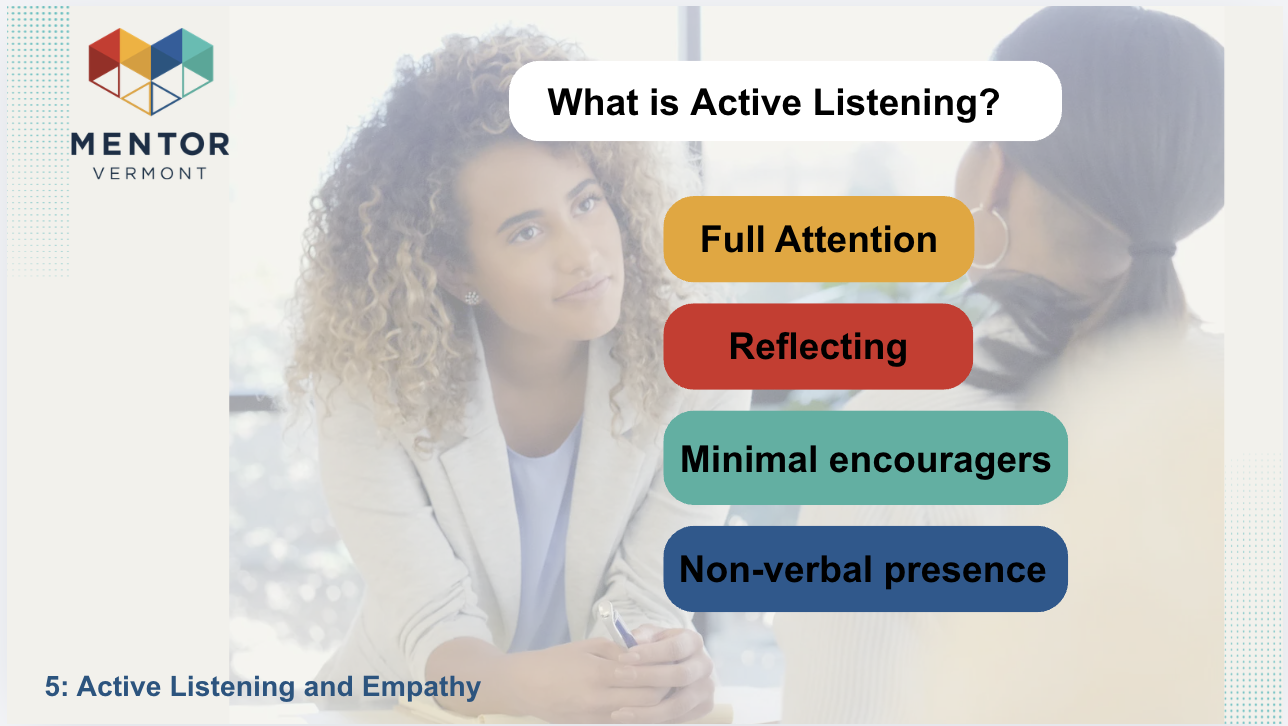 MENTOR
VERMONT
What is Active Listening?
Full Attention
Reflecting
Minimal encouragers
Non-verbal presence
5: Active Listening and Empathy